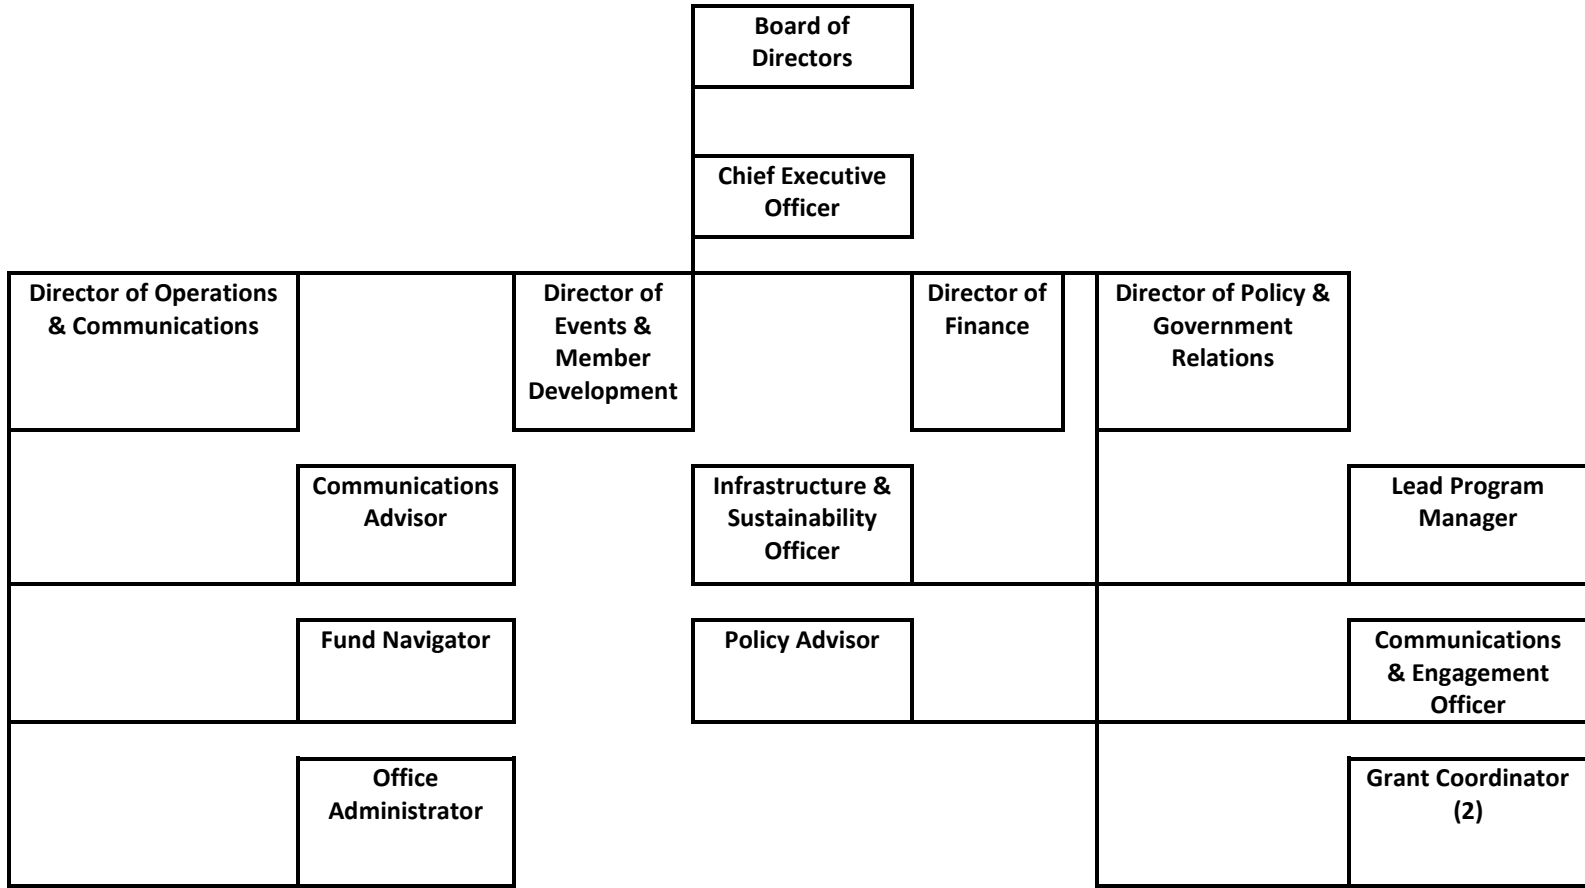 Board of
Directors
Chief Executive
Officer
Director of Operations
& Communications
Director of
Events &
Member
Development
Director of
Finance
Director of Policy &
Government
Relations
Communications
Advisor
Infrastructure &
Sustainability
Officer
Lead Program
Manager
Fund Navigator
Policy Advisor
Communications
& Engagement
Officer
Office
Administrator
Grant Coordinator
(2)